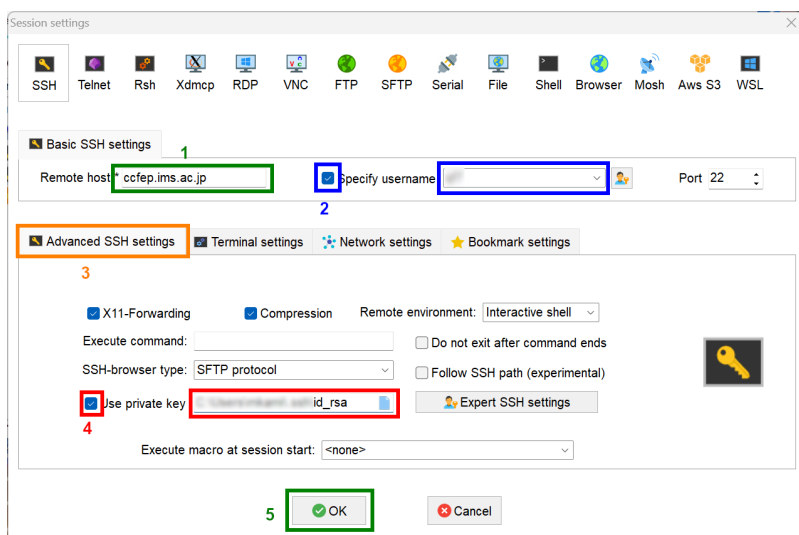 Session settings
SSH Telnet Rsh Xdmcp RDP VNC FTP SFTP Serial File Shell Browser Mosh Aws S3 WSL
Basic SSH settings
1
Remote host * ccfep.ims.ac.jp Specify username Port 22
2
Advanced SSH settings Terminal settings Network settings Bookmark settings
3
X11-Forwarding Compression Remote environment: Interactive shell
Execute command: Do not exit after command ends
SSH-browser type: SFTP protocol Follow SSH path (experimental)
Use private key id_rsa Expert SSH settings
4
Execute macro at session start: <none>
5 OK Cancel